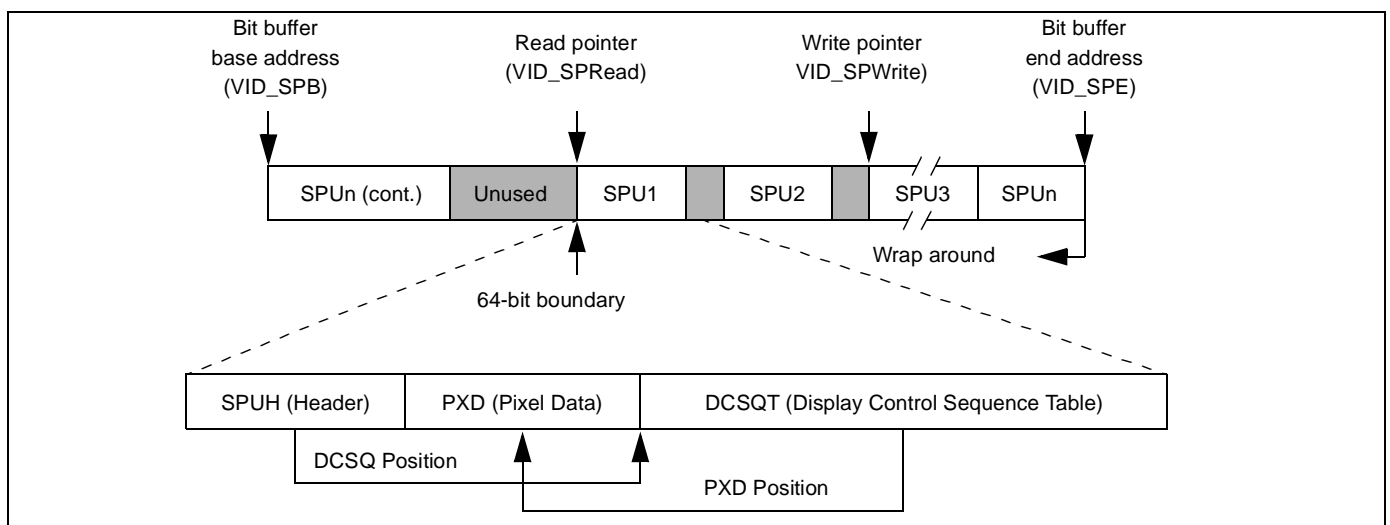 Bit buffer
base address
(VID_SPB)
Read pointer
(VID_SPRead)
Write pointer
VID_SPWrite)
Bit buffer
end address
(VID_SPE)
SPUn (cont.)
Unused
SPU1
SPU2
SPU3
SPUn
Wrap around
64-bit boundary
SPUH (Header)
PXD (Pixel Data)
DCSQT (Display Control Sequence Table)
DCSQ Position
PXD Position